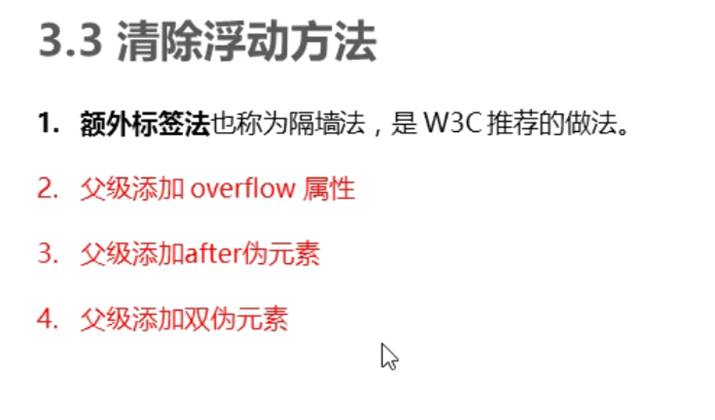 3.3 清除浮动方法
1. 额外标签法也称为隔墙法，是 W3C 推荐的做法。
2. 父级添加 overflow 属性
3. 父级添加after伪元素
4. 父级添加双伪元素